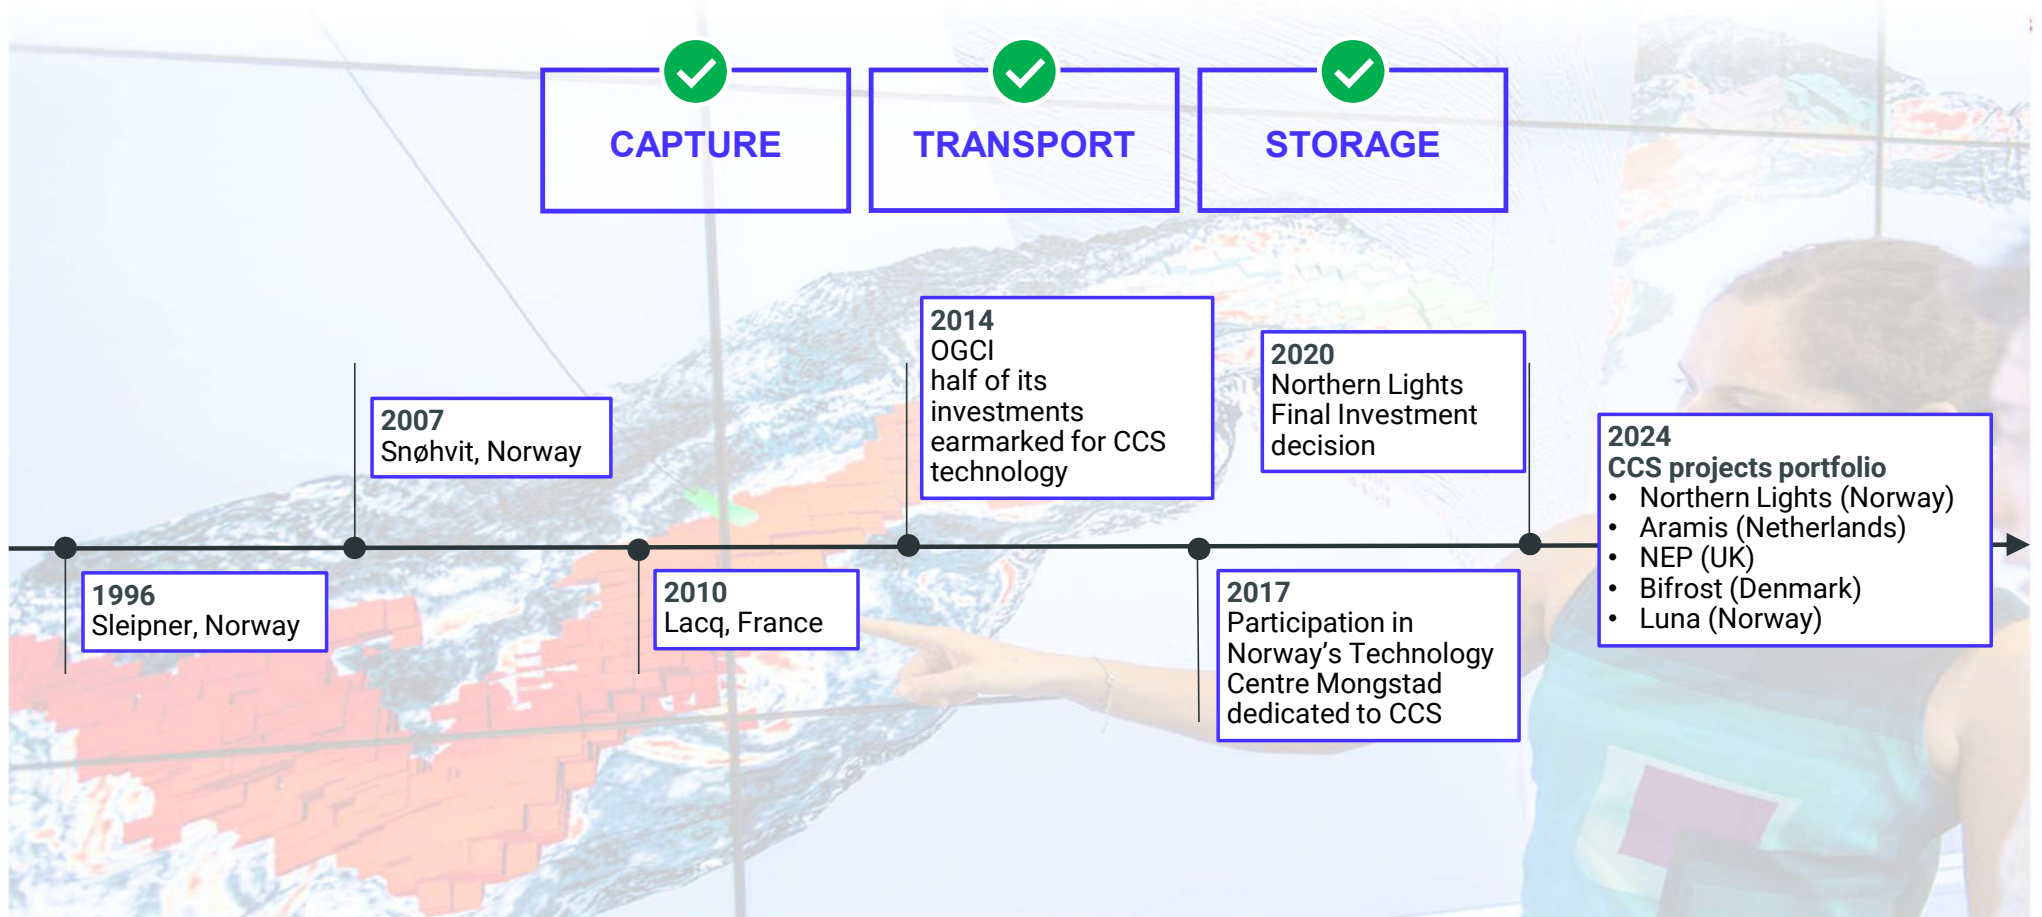 CAPTURE
TRANSPORT
STORAGE
1996
Sleipner, Norway
2007
Snøhvit, Norway
2010
Lacq, France
2014
OGCI
half of its
investments
earmarked for CCS
technology
2017
Participation in
Norway’s Technology
Centre Mongstad
dedicated to CCS
2020
Northern Lights
Final Investment
decision
2024
CCS projects portfolio
• Northern Lights (Norway)
• Aramis (Netherlands)
• NEP (UK)
• Bifrost (Denmark)
• Luna (Norway)